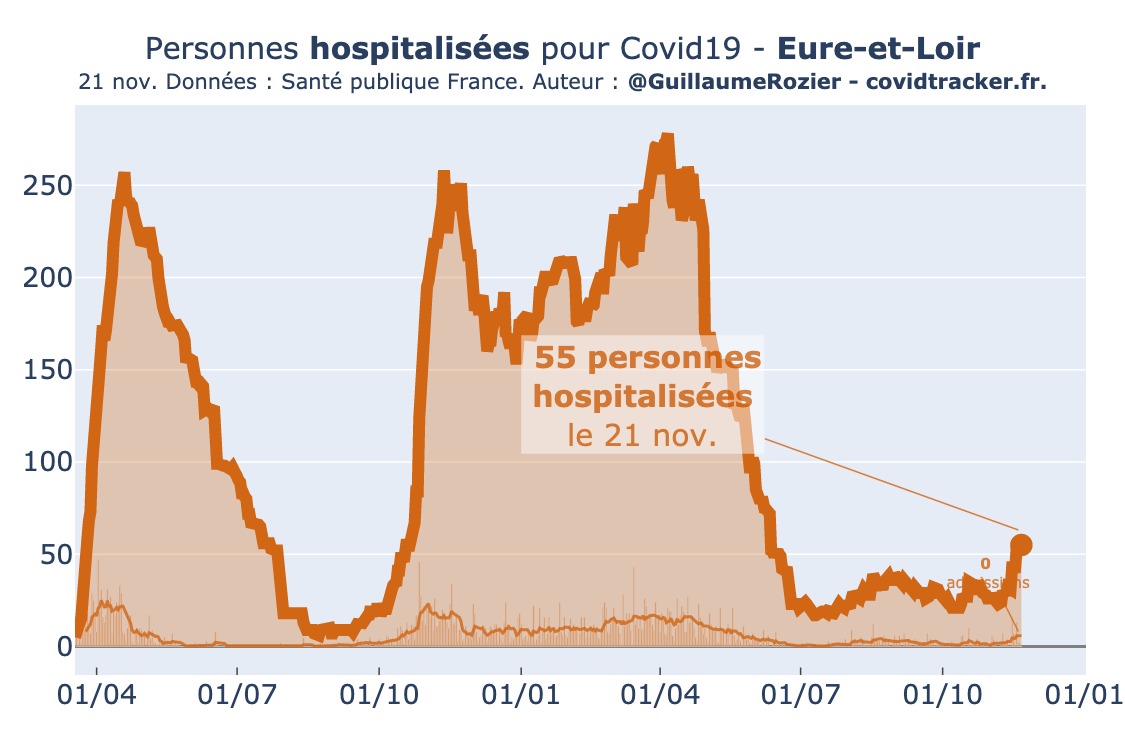 Personnes hospitalisées pour Covid19 - Eure-et-Loir
21 nov. Données : Santé publique France. Auteur : @GuillaumeRozier - covidtracker.fr.
250
200
150
100
50
0
55 personnes
hospitalisées
le 21 nov.
0
admissions
01/04
01/07
01/10
01/01
01/04
01/07
01/10
01/01